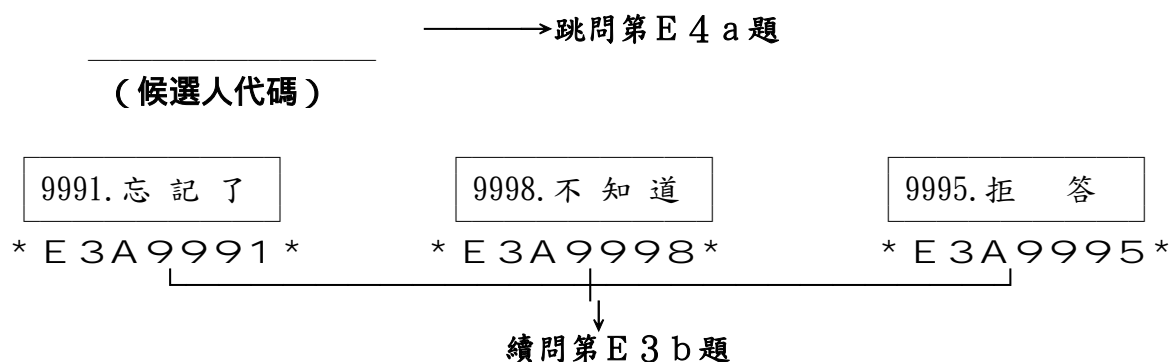 跳問第Ｅ４ａ題
（候選人代碼）
9991.忘 記 了 9998.不 知 道 9995.拒 答
*Ｅ３Ａ９９９１* *Ｅ３Ａ９９９８* *Ｅ３Ａ９９９５*
續問第Ｅ３ｂ題